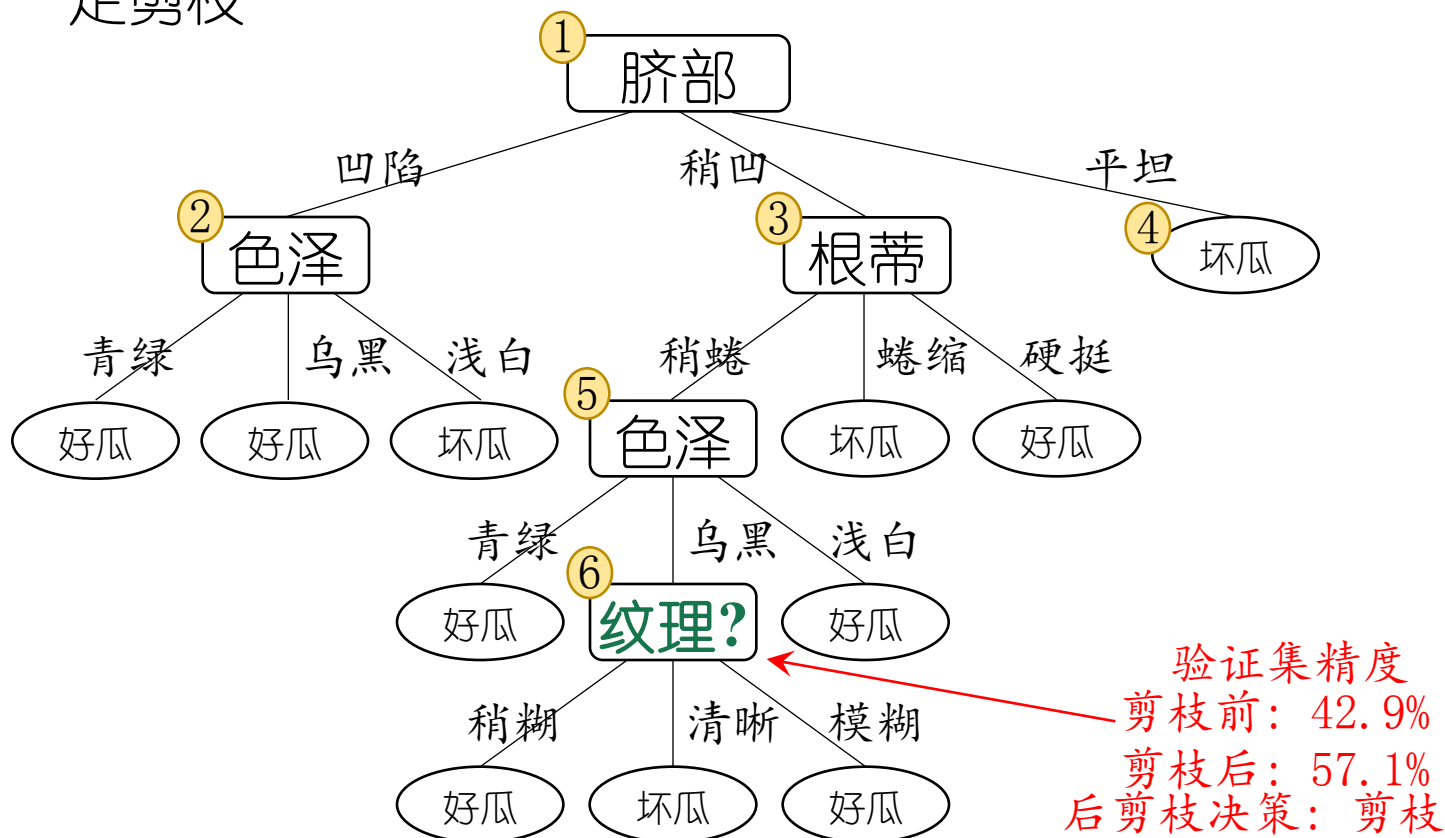 定剪枝
1
脐部
凹陷 稍凹 平坦
2 3 4
色泽 根蒂 坏瓜
青绿 乌黑 浅白 稍蜷 蜷缩 硬挺
5
好瓜 好瓜 坏瓜 色泽 坏瓜 好瓜
青绿 乌黑 浅白
6
好瓜 纹理? 好瓜
验证集精度
稍糊 清晰 模糊 剪枝前: 42.9%
剪枝后: 57.1%
好瓜 坏瓜 好瓜 后剪枝决策: 剪枝